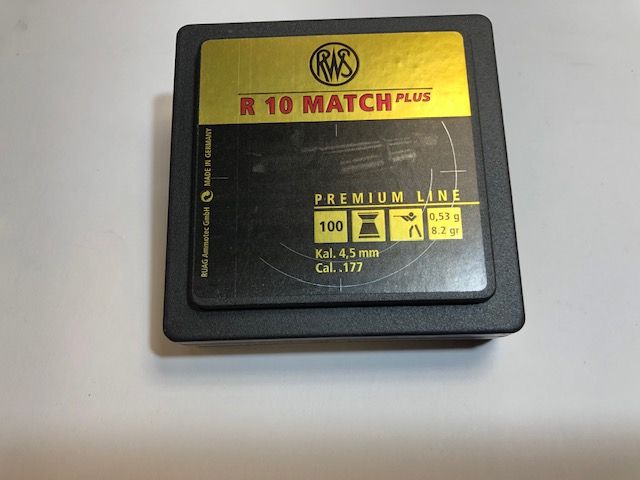 RWS
R 10 MATCH PLUS
PREMIUM LINE
100
0,53 g
8.2 gr
Kal. 4,5 mm
Cal. .177
RUAG Ammotec GmbH MADE IN GERMANY